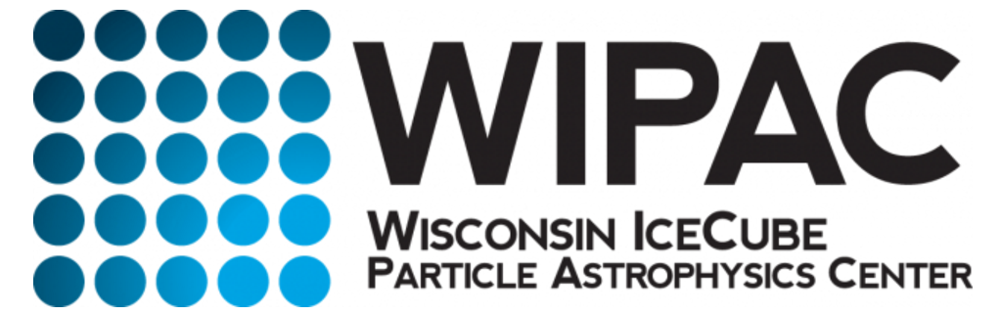 WIPAC
WISCONSIN ICECUBE
PARTICLE ASTROPHYSICS CENTER